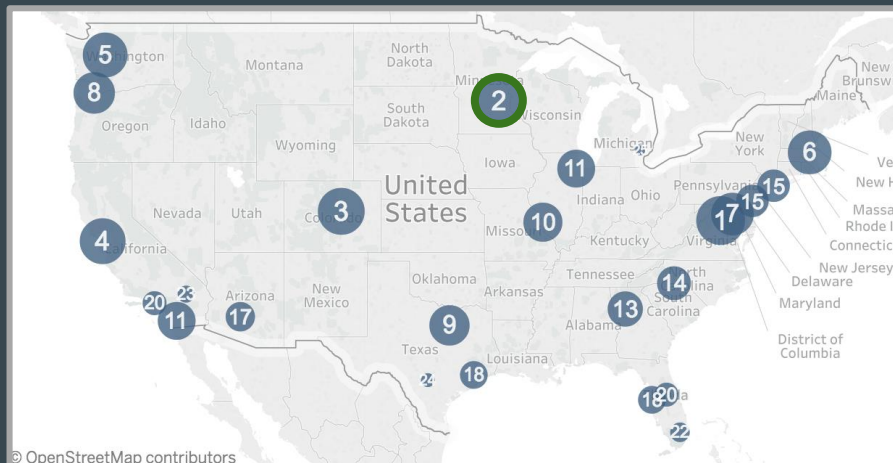 5
Washington
8
Oregon
Idaho
Montana
North
Dakota
South
Dakota
Minnesota
2
Wisconsin
Michigan
New
Brunsw
Maine
New
York
6
Ve
New H
Massa
Rhode I
Connectic
New Jersey
Delaware
Maryland
District of
Columbia
Wyoming
Iowa
11
Indiana
Ohio
Pennsylvania
15
15
7
1
Virginia
United
States
Nevada
Utah
Colorado
3
Missouri
10
Kentucky
4
California
20
23
11
Arizona
17
New
Mexico
Oklahoma
Arkansas
Tennessee
North
Carolina
14
South
Carolina
13
Alabama
9
Texas
Louisiana
24
18
18
20
22
© OpenStreetMap contributors